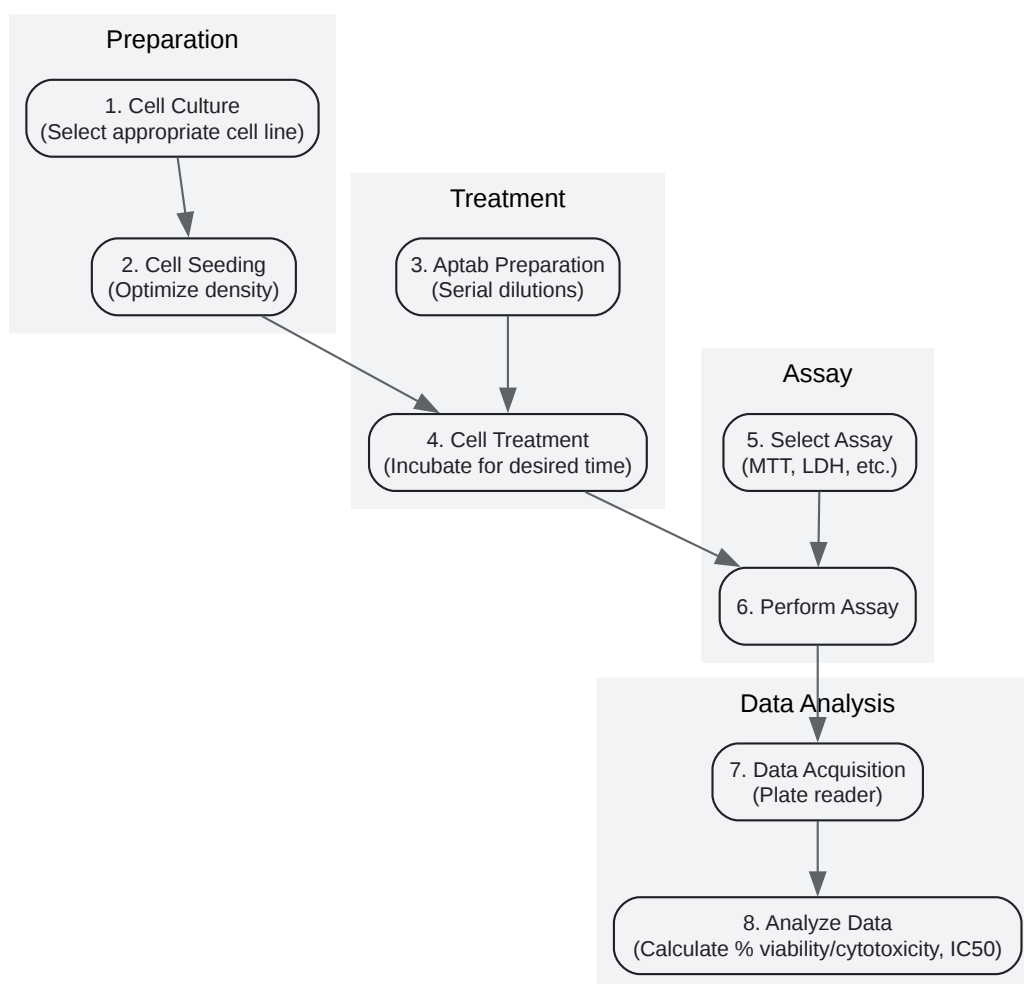 Preparation
1. Cell Culture
(Select appropriate cell line)
2. Cell Seeding
(Optimize density)
Treatment
3. Aptab Preparation
(Serial dilutions)
4. Cell Treatment
(Incubate for desired time)
Assay
5. Select Assay
(MTT, LDH, etc.)
6. Perform Assay
Data Analysis
7. Data Acquisition
(Plate reader)
8. Analyze Data
(Calculate % viability/cytotoxicity, IC50)